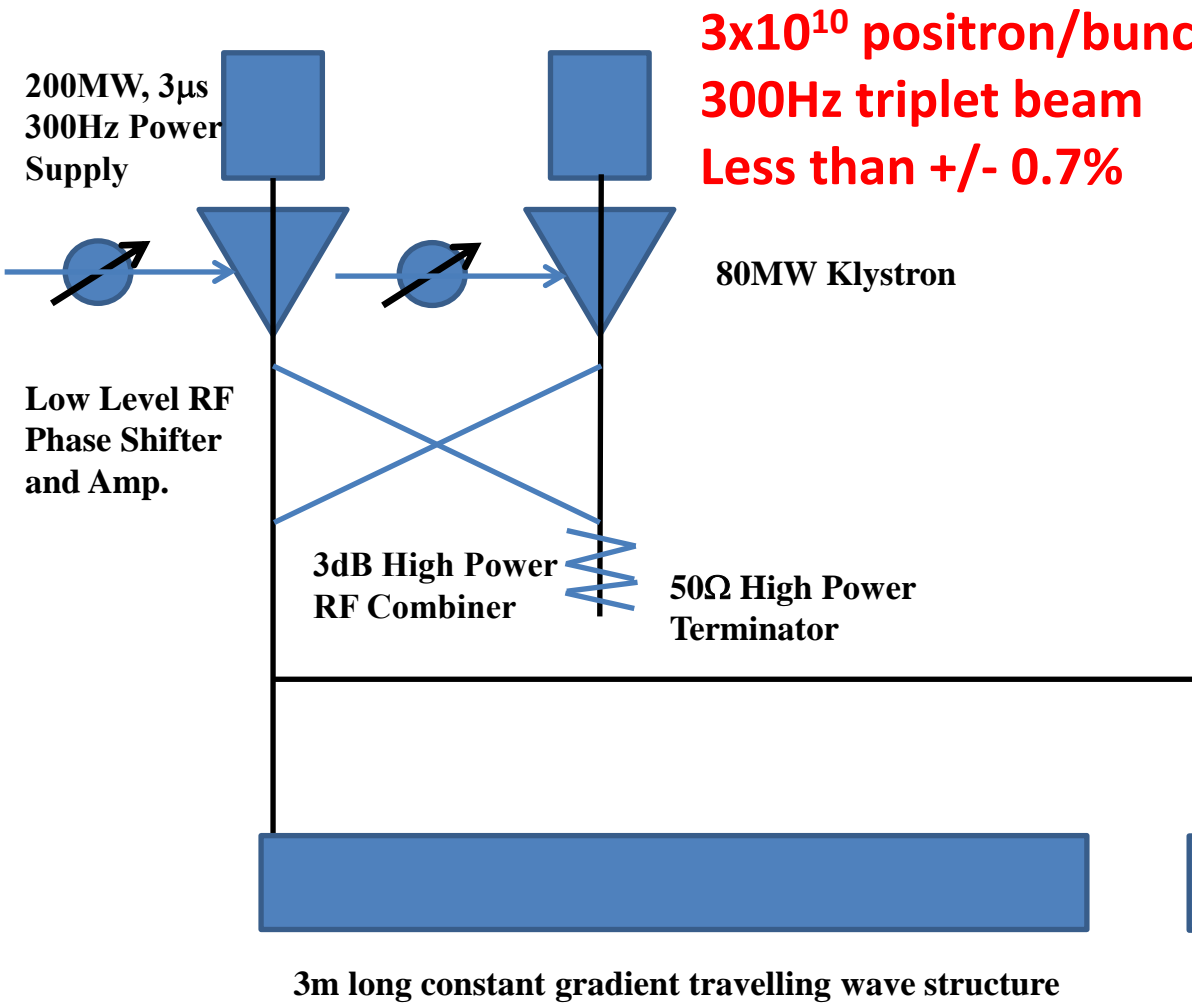 3x10¹⁰ positron/bunc
300Hz triplet beam
Less than +/- 0.7%
200MW, 3μs
300Hz Power
Supply
80MW Klystron
Low Level RF
Phase Shifter
and Amp.
3dB High Power
RF Combiner
50Ω High Power
Terminator
3m long constant gradient travelling wave structure